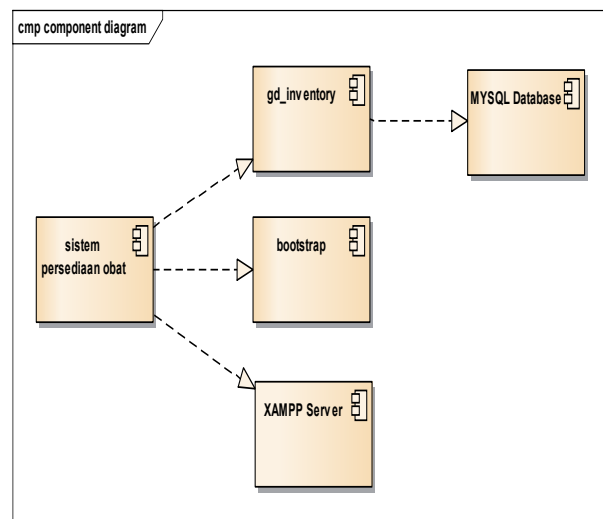 cmp component diagram
gd_inventory
MYSQL Database
sistem
persediaan obat
bootstrap
XAMPP Server